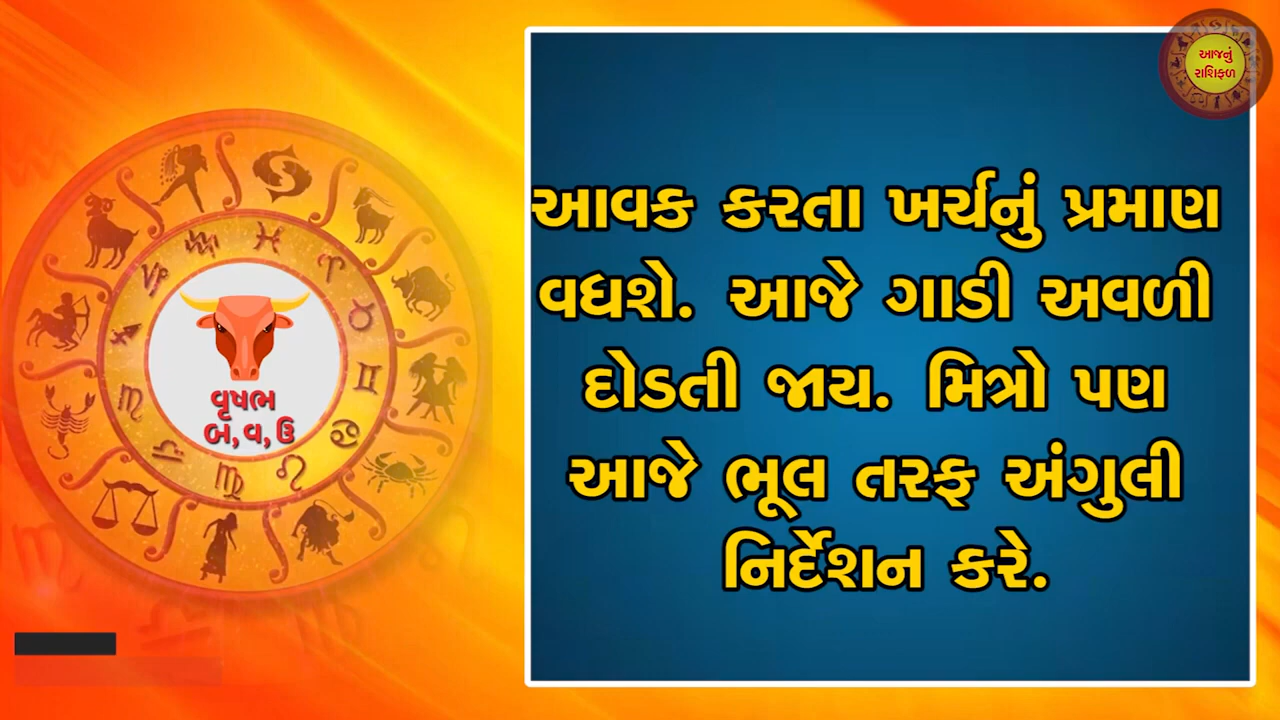 આજનું
રાશિફળ
આવક કરતા ખર્ચનું પ્રમાણ
વધશે. આજે ગાડી અવળી
દોડતી જાય. મિત્રો પણ
આજે ભૂલ તરફ અંગુલી
નિર્દેશન કરે.
વૃષભ
બ, વ, ઉ